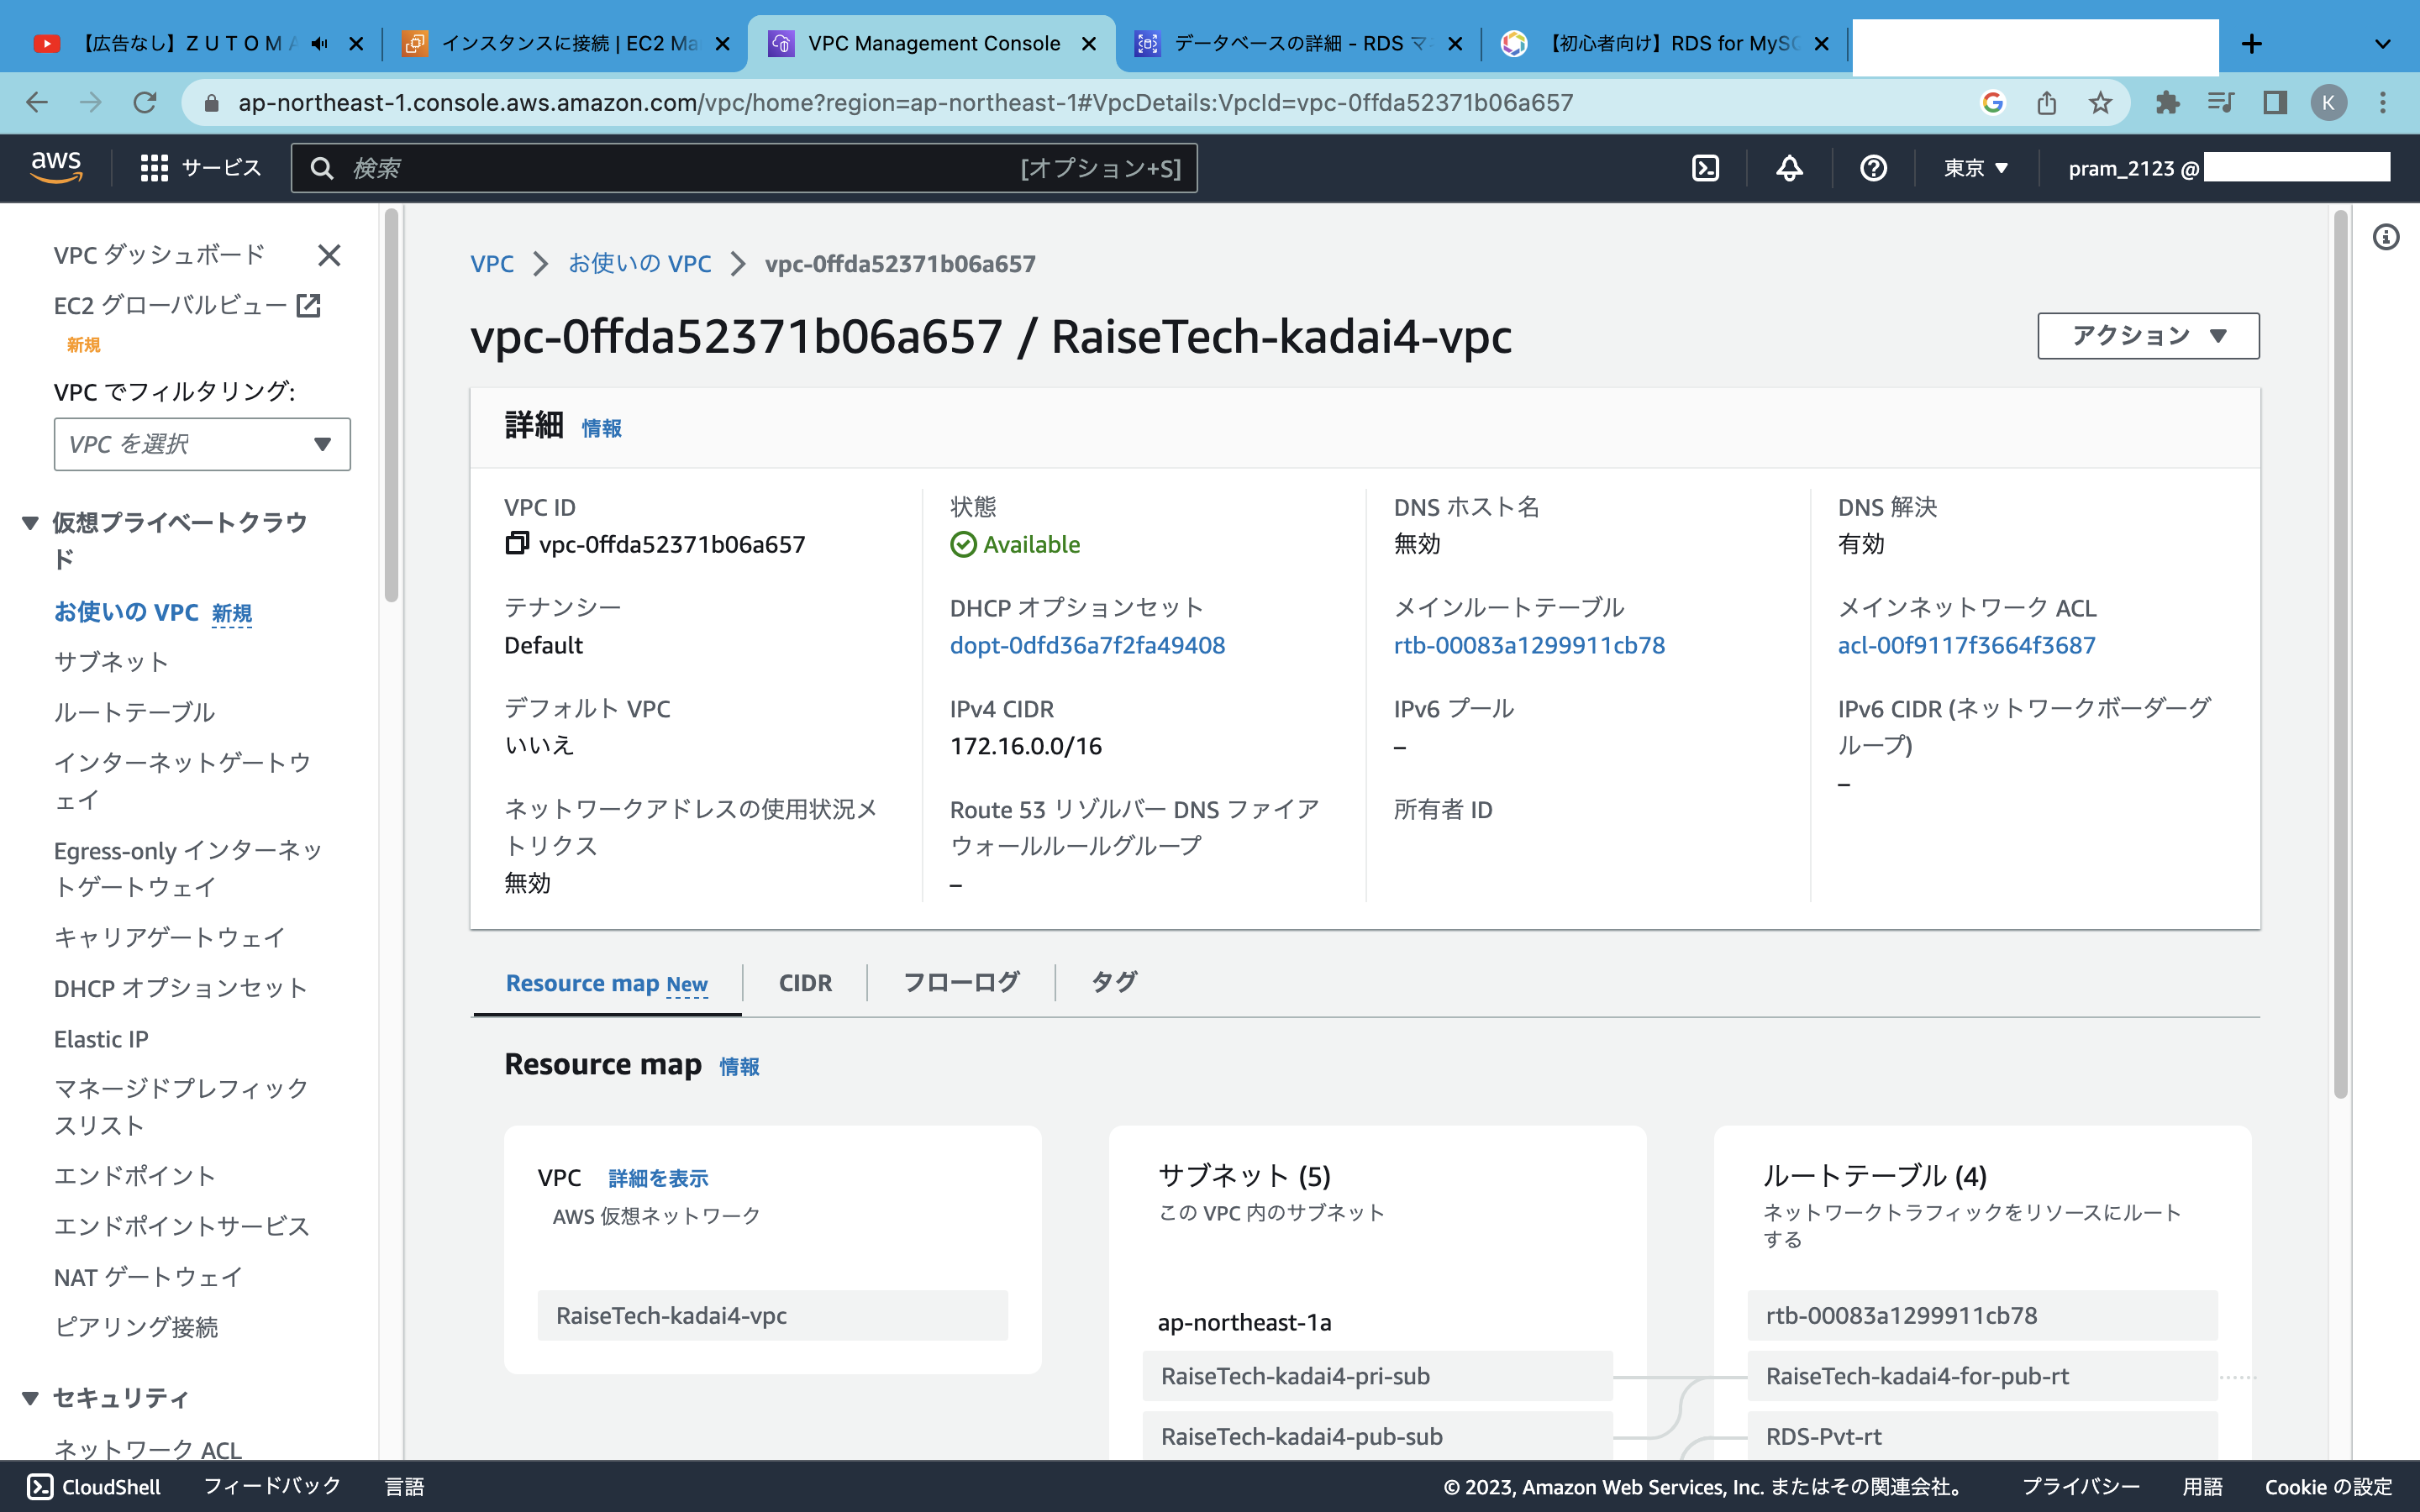 【広告なし】Z U T O M A
インスタンスに接続 | EC2 Ma
VPC Management Console
データベースの詳細 - RDS マ
【初心者向け】RDS for MySQ
ap-northeast-1.console.aws.amazon.com/vpc/home?region=ap-northeast-1#VpcDetails:VpcId=vpc-0ffda52371b06a657
K
aws
サービス
検索
[オプション+S]
東京
pram_2123 @
VPC ダッシュボード
EC2 グローバルビュー
新規
VPC でフィルタリング:
VPC を選択
仮想プライベートクラウ
ド
お使いの VPC 新規
サブネット
ルートテーブル
インターネットゲートウ
ェイ
Egress-only インターネッ
トゲートウェイ
キャリアゲートウェイ
DHCP オプションセット
Elastic IP
マネージドプレフィック
スリスト
エンドポイント
エンドポイントサービス
NAT ゲートウェイ
ピアリング接続
セキュリティ
ネットワーク ACL
VPC
お使いの VPC
vpc-0ffda52371b06a657
vpc-0ffda52371b06a657 / RaiseTech-kadai4-vpc
アクション
詳細 情報
VPC ID
vpc-0ffda52371b06a657
状態
Available
DNS ホスト名
無効
DNS 解決
有効
テナンシー
Default
DHCP オプションセット
dopt-0dfd36a7f2fa49408
メインルートテーブル
rtb-00083a1299911cb78
メインネットワーク ACL
acl-00f9117f3664f3687
デフォルト VPC
いいえ
IPv4 CIDR
172.16.0.0/16
IPv6 プール
–
IPv6 CIDR (ネットワークボーダーグ
ループ)
–
ネットワークアドレスの使用状況メ
トリクス
無効
Route 53 リゾルバー DNS ファイア
ウォールルールグループ
–
所有者 ID
Resource map New
CIDR
フローログ
タグ
Resource map 情報
VPC 詳細を表示
AWS 仮想ネットワーク
RaiseTech-kadai4-vpc
サブネット (5)
この VPC 内のサブネット
ap-northeast-1a
RaiseTech-kadai4-pri-sub
RaiseTech-kadai4-pub-sub
ルートテーブル (4)
ネットワークトラフィックをリソースにルート
する
rtb-00083a1299911cb78
RaiseTech-kadai4-for-pub-rt
RDS-Pvt-rt
CloudShell
フィードバック
言語
© 2023, Amazon Web Services, Inc. またはその関連会社。
プライバシー
用語
Cookie の設定